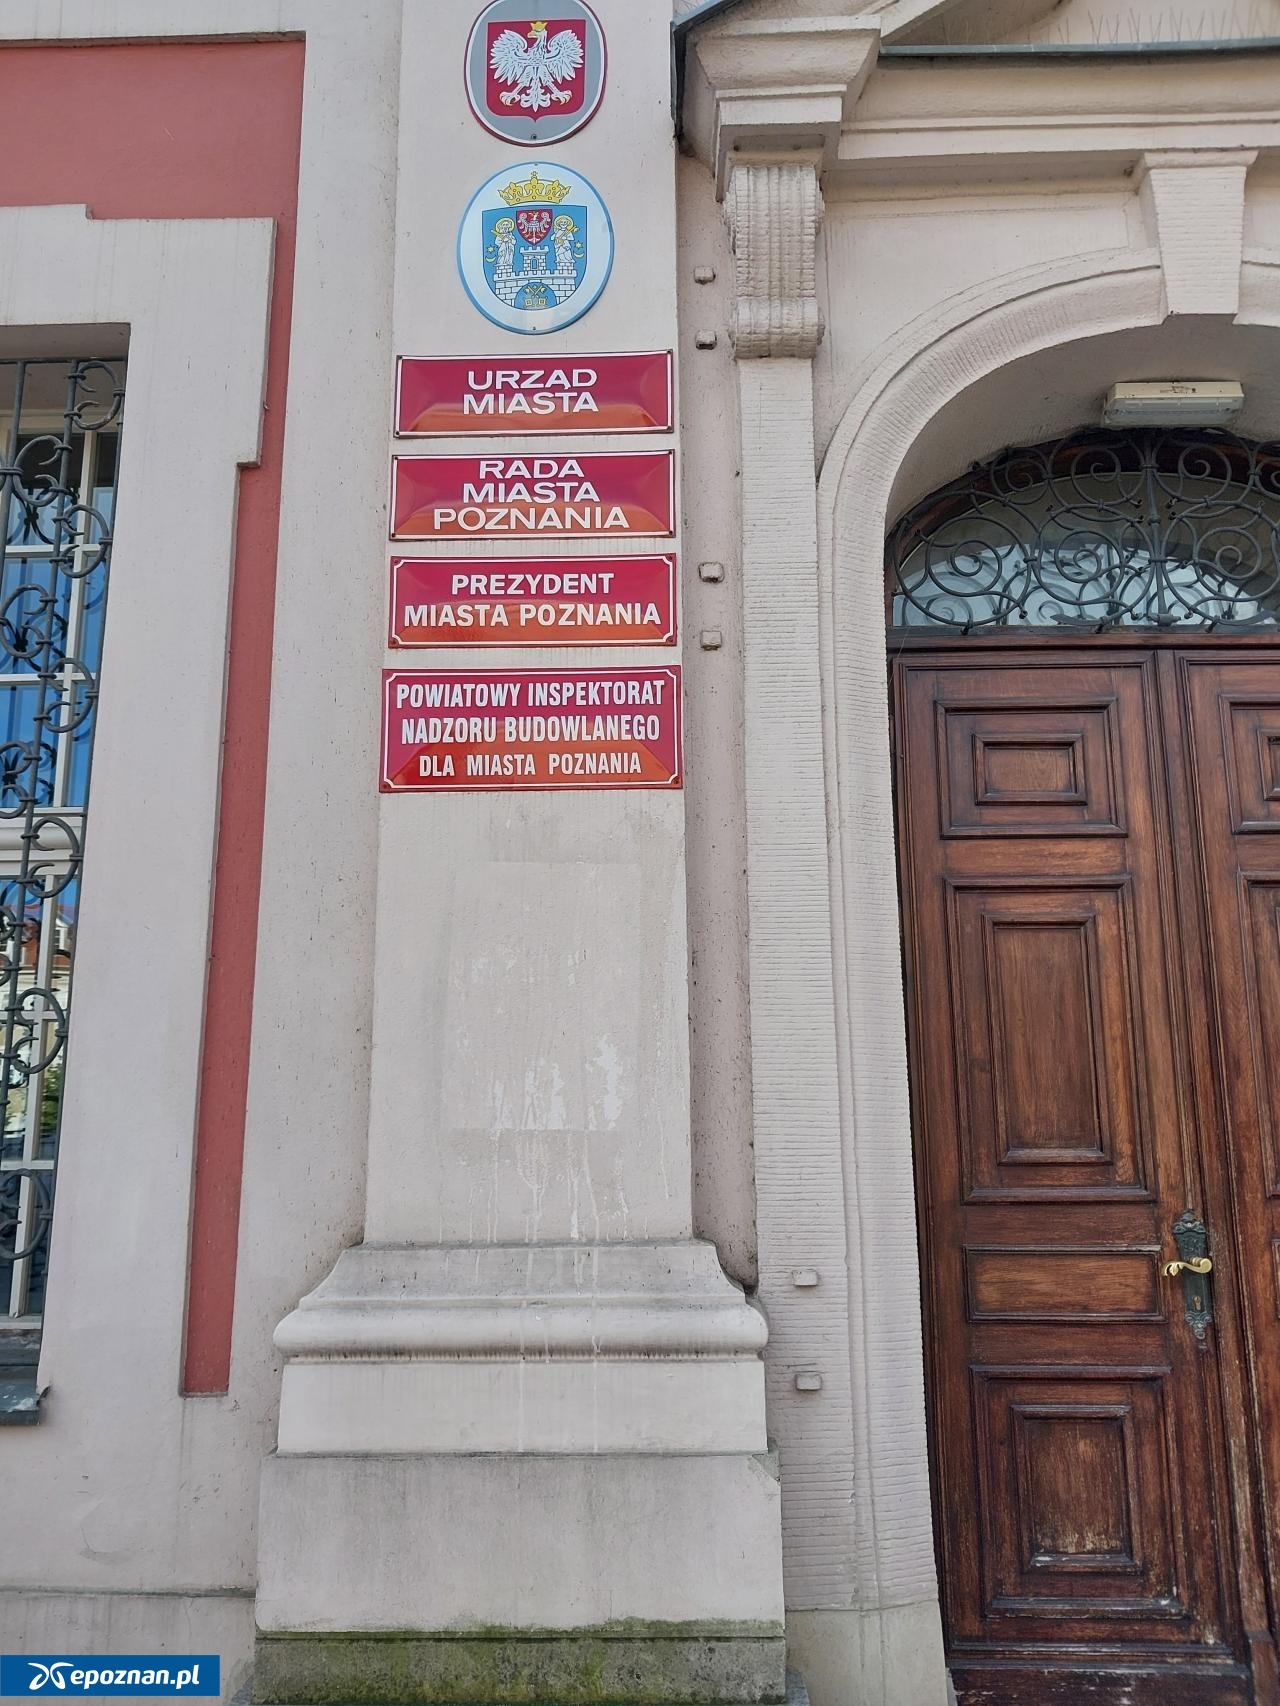 URZĄD
MIASTA
RADA
MIASTA
POZNANIA
PREZYDENT
MIASTA POZNANIA
POWIATOWY INSPEKTORAT
NADZORU BUDOWLANEGO
DLA MIASTA POZNANIA
epoznan.pl